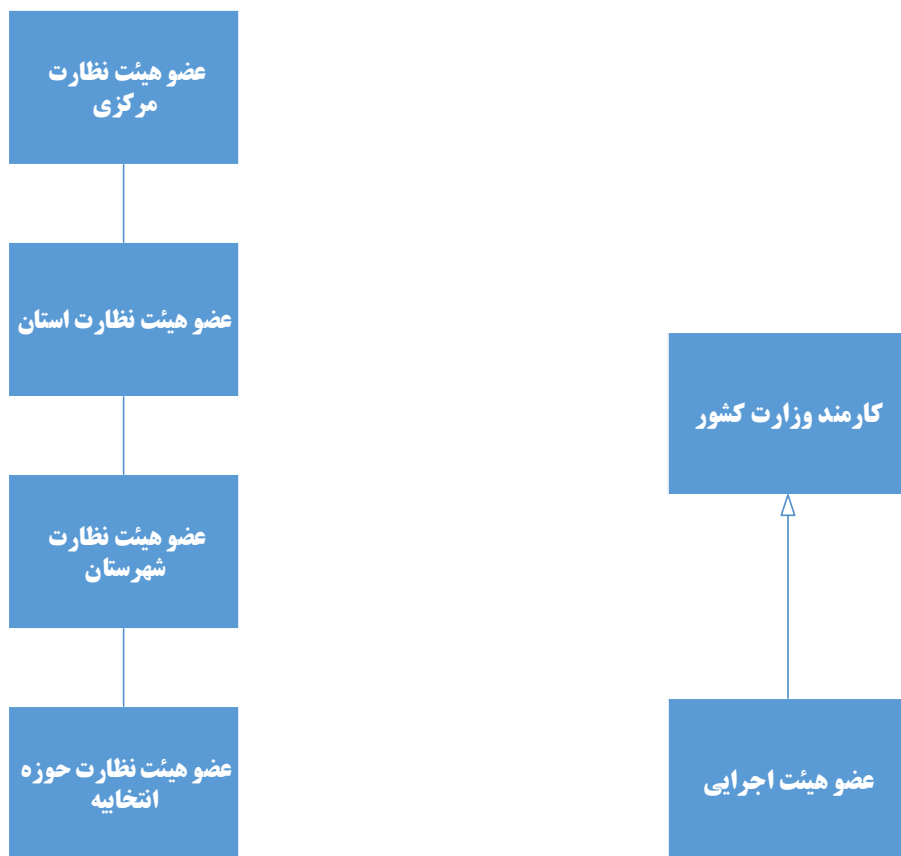 عضو هیئت نظارت
مرکزی
عضو هیئت نظارت استان
کارمند وزارت کشور
عضو هیئت نظارت
شهرستان
عضو هیئت نظارت حوزه
انتخابیه
عضو هیئت اجرایی